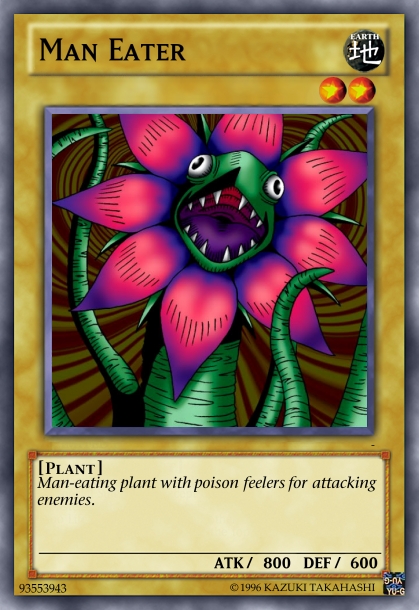 Man Eater
EARTH
地
[Plant]
Man-eating plant with poison feelers for attacking
enemies.
ATK / 800 DEF / 600
93553943
©1996 KAZUKI TAKAHASHI